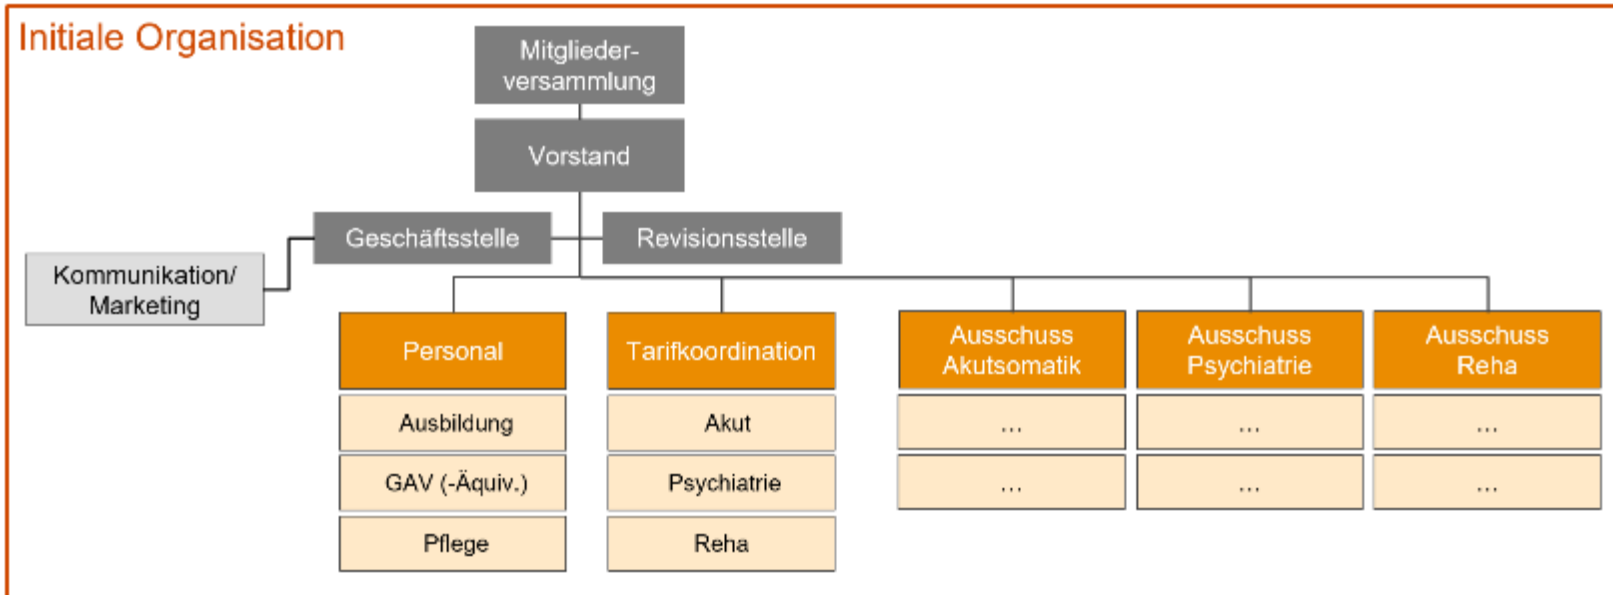 Initiale Organisation
Mitglieder-
versammlung
Vorstand
Geschäftsstelle
Revisionsstelle
Kommunikation/
Marketing
Personal
Ausbildung
GAV (-Äquiv.)
Pflege
Tarifkoordination
Akut
Psychiatrie
Reha
Ausschuss
Akutsomatik
...
...
Ausschuss
Psychiatrie
...
...
Ausschuss
Reha
...
...